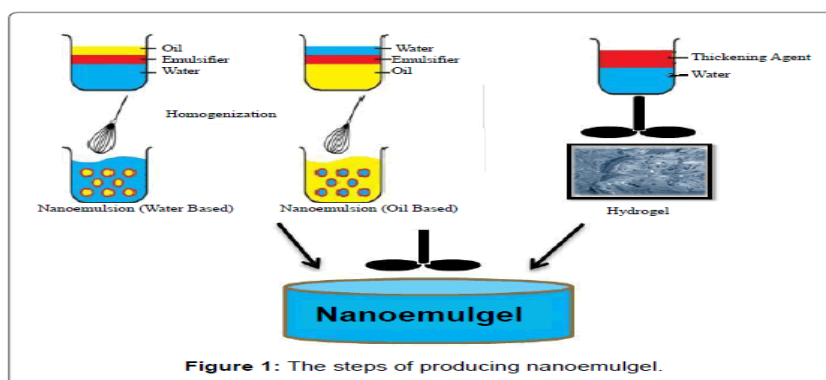 Oil
Emulsifier
Water
Water
Emulsifier
Oil
Thickening Agent
Water
Homogenization
Nanoemulsion (Water Based)
Nanoemulsion (Oil Based)
Hydrogel
Nanoemulgel
Figure 1: The steps of producing nanoemulgel.